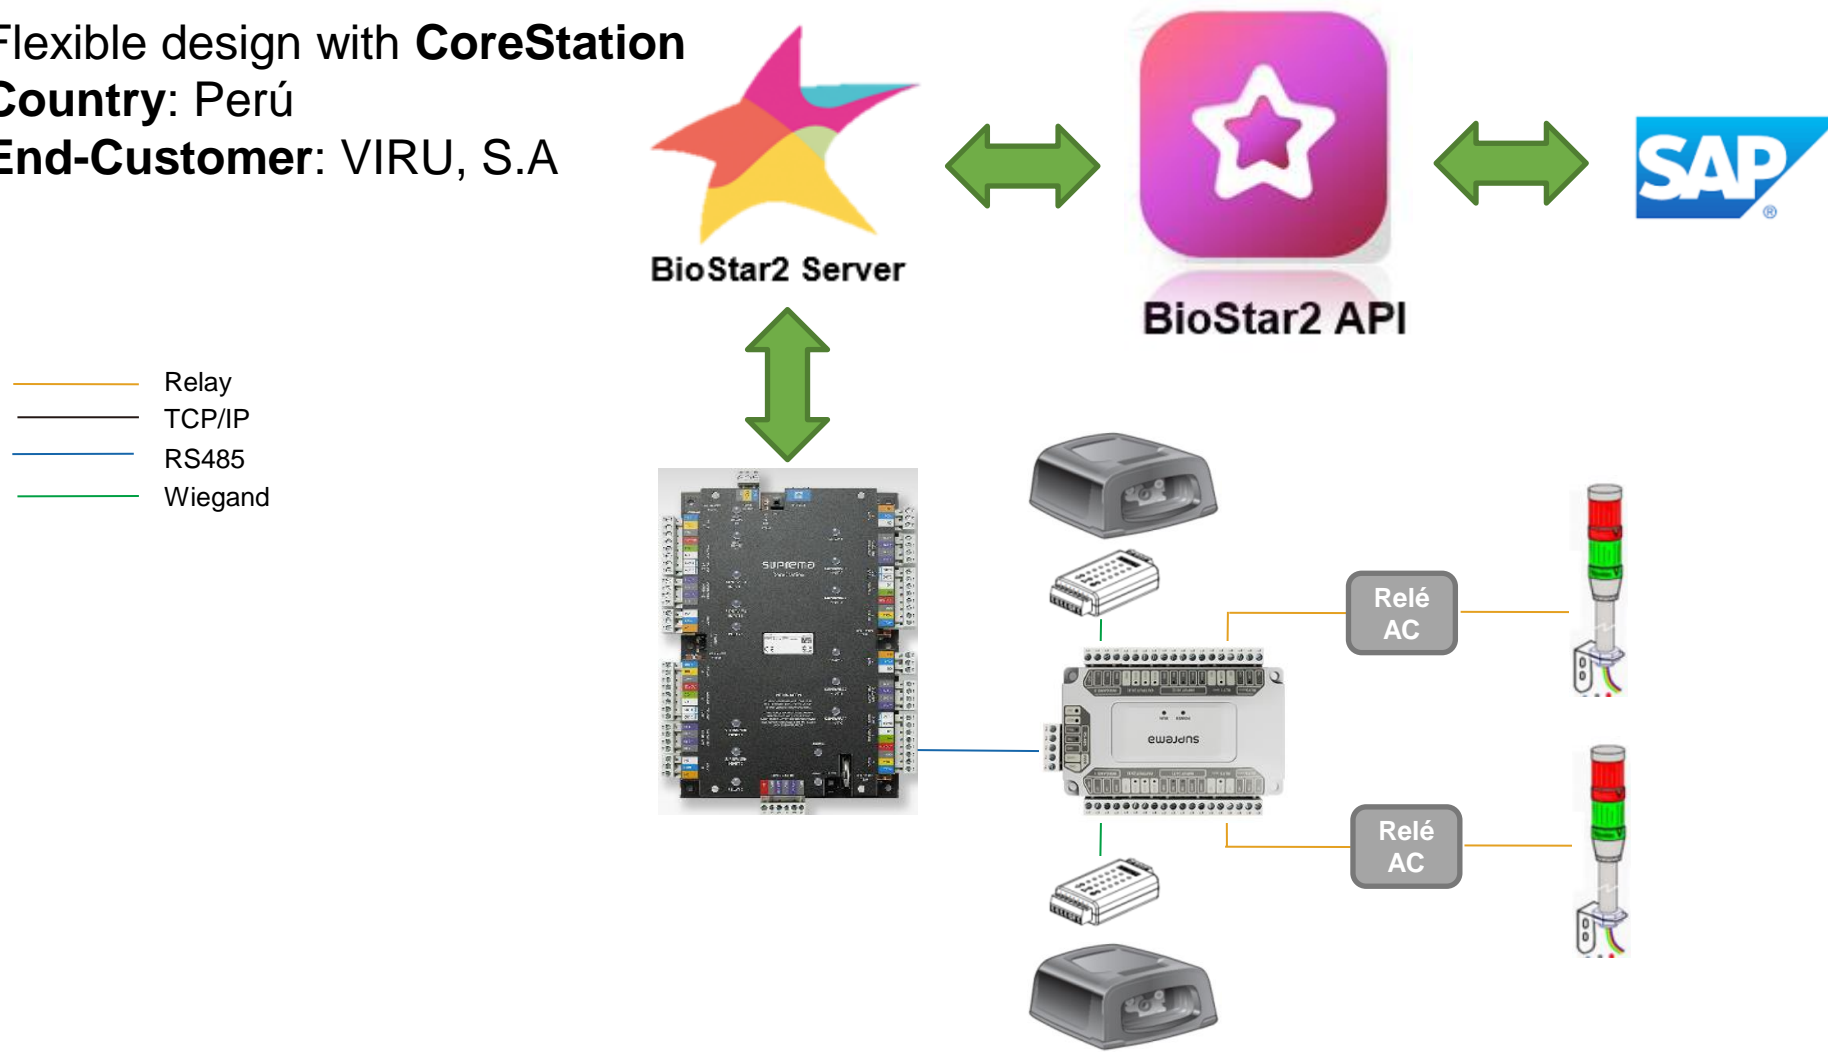 Flexible design with CoreStation
Country: Perú
End-Customer: VIRU, S.A
BioStar2 Server
BioStar2 API
SAP
®
Relay
TCP/IP
RS485
Wiegand
suprema
suprema
Relé
AC
Relé
AC